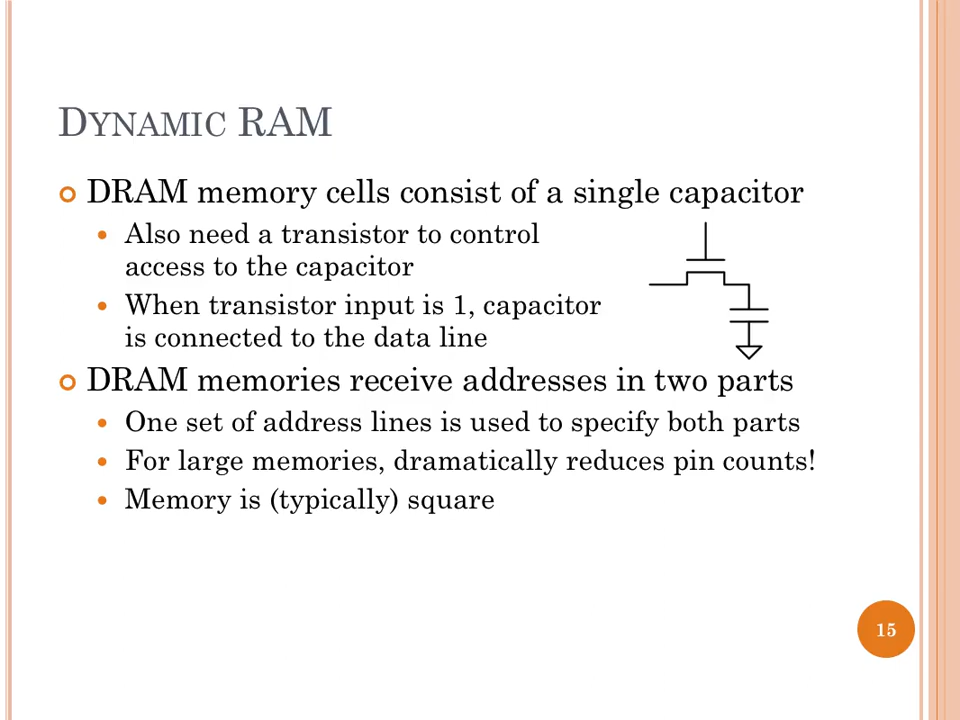 DYNAMIC RAM
DRAM memory cells consist of a single capacitor
Also need a transistor to control
access to the capacitor
When transistor input is 1, capacitor
is connected to the data line
DRAM memories receive addresses in two parts
One set of address lines is used to specify both parts
For large memories, dramatically reduces pin counts!
Memory is (typically) square
15